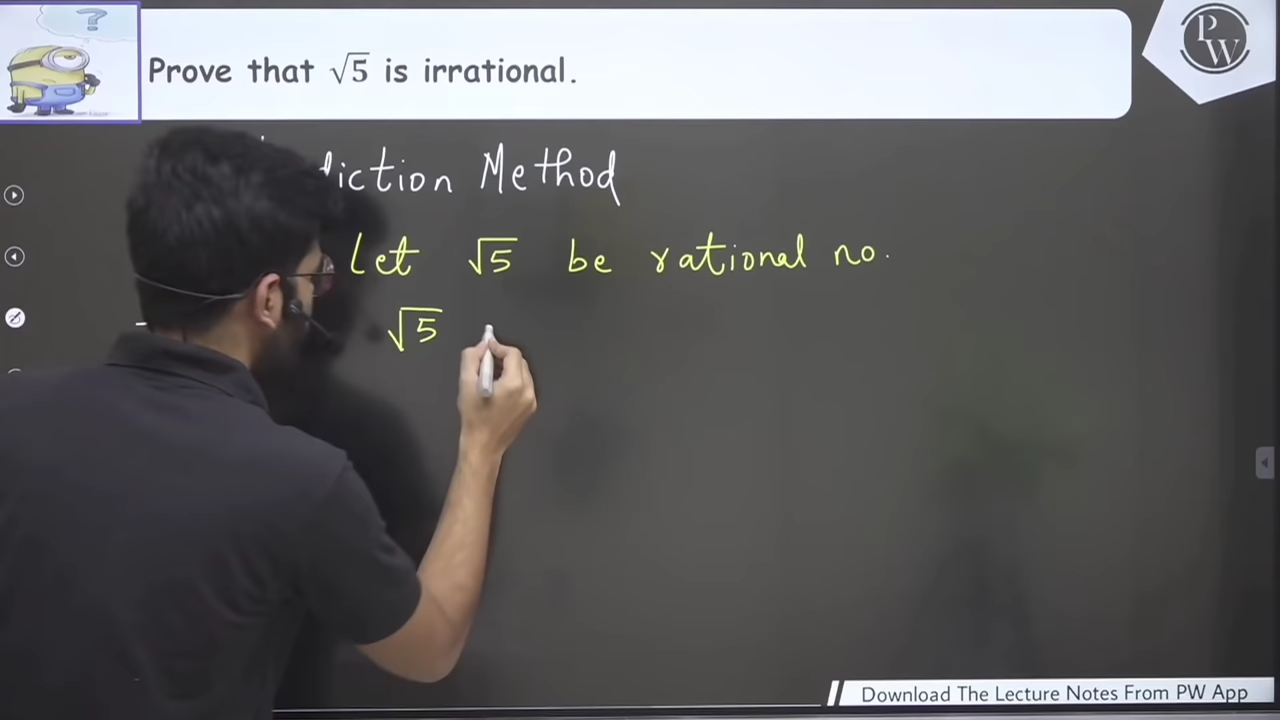 ?
Prove that √5 is irrational.
PW
Method
Let √5 be rational no.
√5
Download The Lecture Notes From PW App